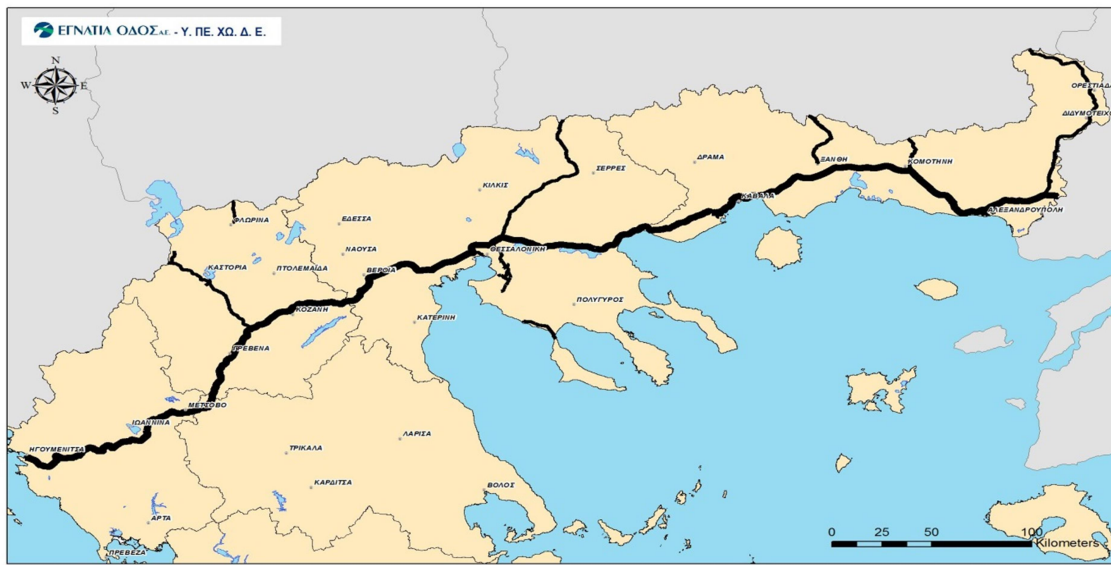 ΕΓΝΑΤΙΑ ΟΔΟΣ Α.Ε. - Υ. ΠΕ. ΧΩ. Δ. Ε.
N
W E
S
ΟΡΕΣΤΙΑΔΑ
ΔΙΔΥΜΟΤΕΙΧΟ
ΞΑΝΘΗ
ΚΟΜΟΤΗΝΗ
ΔΡΑΜΑ
ΣΕΡΡΕΣ
ΚΙΛΚΙΣ
ΚΑΒΑΛΑ
ΑΛΕΞΑΝΔΡΟΥΠΟΛΗ
ΦΛΩΡΙΝΑ
ΕΔΕΣΣΑ
ΝΑΟΥΣΑ
ΘΕΣΣΑΛΟΝΙΚΗ
ΚΑΣΤΟΡΙΑ
ΠΤΟΛΕΜΑΪΔΑ
ΒΕΡΟΙΑ
ΠΟΛΥΓΥΡΟΣ
ΚΟΖΑΝΗ
ΚΑΤΕΡΙΝΗ
ΓΡΕΒΕΝΑ
ΜΕΤΣΟΒΟ
ΙΩΑΝΝΙΝΑ
ΗΓΟΥΜΕΝΙΤΣΑ
ΛΑΡΙΣΑ
ΤΡΙΚΑΛΑ
ΚΑΡΔΙΤΣΑ
ΒΟΛΟΣ
ΑΡΤΑ
ΠΡΕΒΕΖΑ
0 12,5 25 50 100
Kilometers